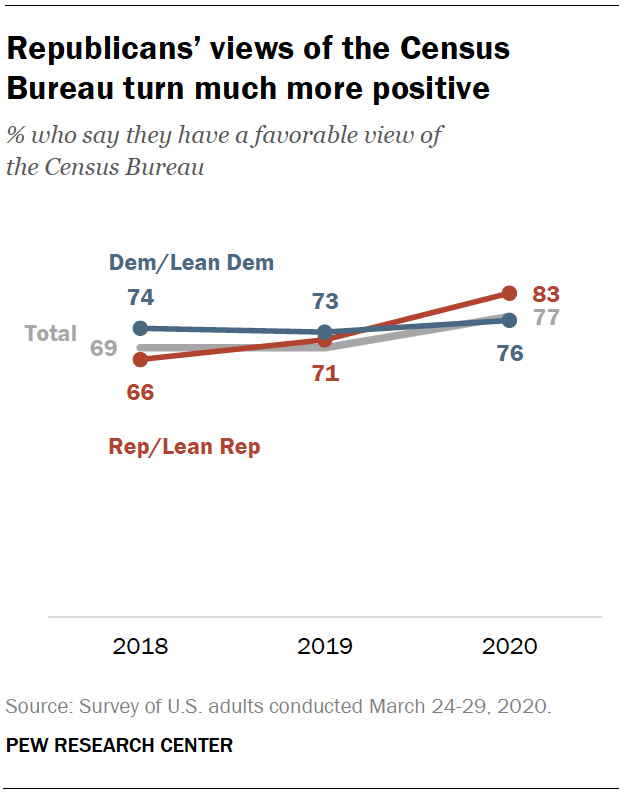 Republicans’ views of the Census
Bureau turn much more positive
% who say they have a favorable view of
the Census Bureau
Dem/Lean Dem
74
73
83
Total
69
77
66
71
76
Rep/Lean Rep
2018
2019
2020
Source: Survey of U.S. adults conducted March 24-29, 2020.
PEW RESEARCH CENTER